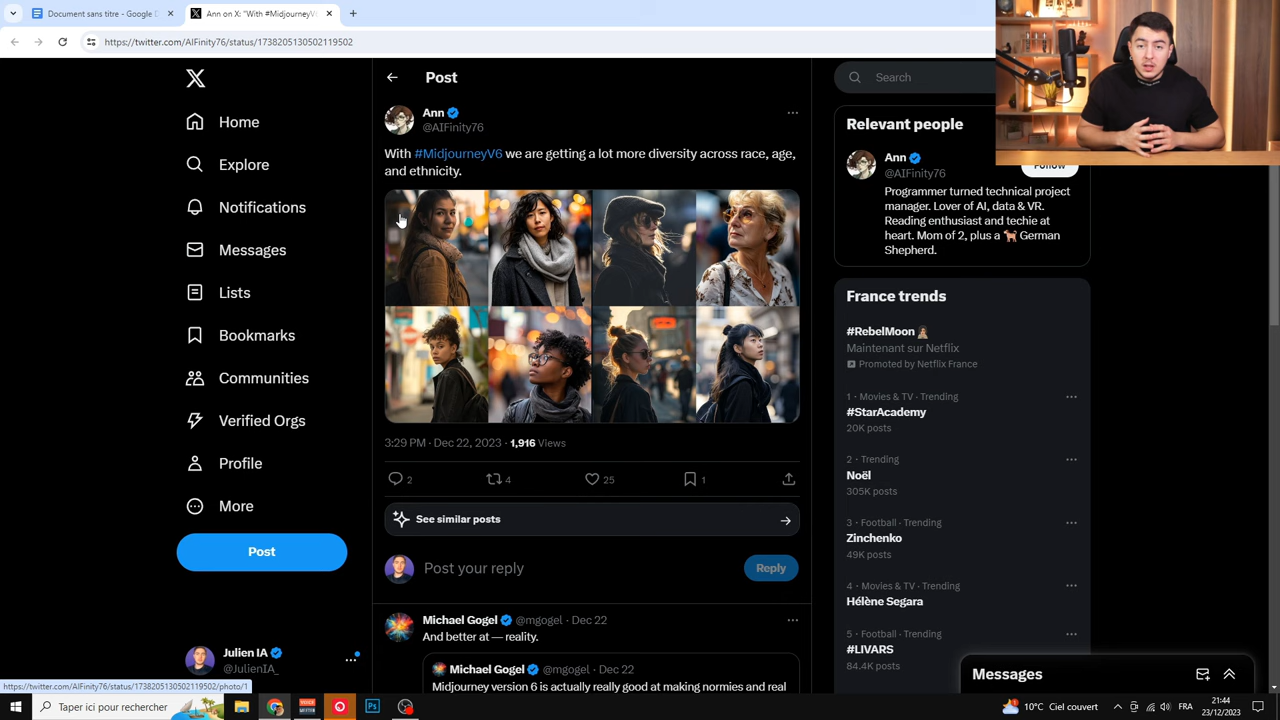 Document sans titre - Google D
Ann on X: "With #MidjourneyV6
https://twitter.com/AIFinity76/status/1738205130502119502
Home
Explore
Notifications
Messages
Lists
Bookmarks
Communities
Verified Orgs
Profile
More
Post
Julien IA
@JulienIA_
Post
Ann
@AIFinity76
With #MidjourneyV6 we are getting a lot more diversity across race, age,
and ethnicity.
3:29 PM · Dec 22, 2023 · 1,916 Views
2
4
25
1
See similar posts
Post your reply
Reply
Michael Gogel @mgogel · Dec 22
And better at — reality.
Michael Gogel @mgogel · Dec 22
Midjourney version 6 is actually really good at making normies and real
Search
Relevant people
Ann
@AIFinity76
Follow
Programmer turned technical project
manager. Lover of AI, data & VR.
Reading enthusiast and techie at
heart. Mom of 2, plus a German
Shepherd.
France trends
#RebelMoon
Maintenant sur Netflix
Promoted by Netflix France
1 · Movies & TV · Trending
#StarAcademy
20K posts
2 · Trending
Noël
305K posts
3 · Football · Trending
Zinchenko
49K posts
4 · Movies & TV · Trending
Hélène Segara
5 · Football · Trending
#LIVARS
84.4K posts
Messages
https://twitter.com/AIFinity76/status/1738205130502119502/photo/1
Taper ici pour rechercher
10°C Ciel couvert
FRA
21:44
23/12/2023